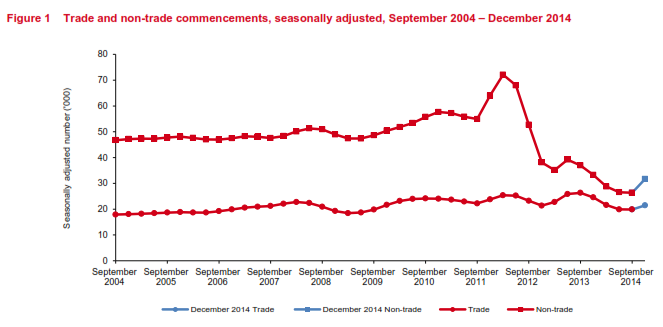 Figure 1 Trade and non-trade commencements, seasonally adjusted, September 2004 – December 2014
Seasonally adjusted number ('000)
80
70
60
50
40
30
20
10
0
September September September September September September September September September September September
2004 2005 2006 2007 2008 2009 2010 2011 2012 2013 2014
December 2014 Trade December 2014 Non-trade Trade Non-trade